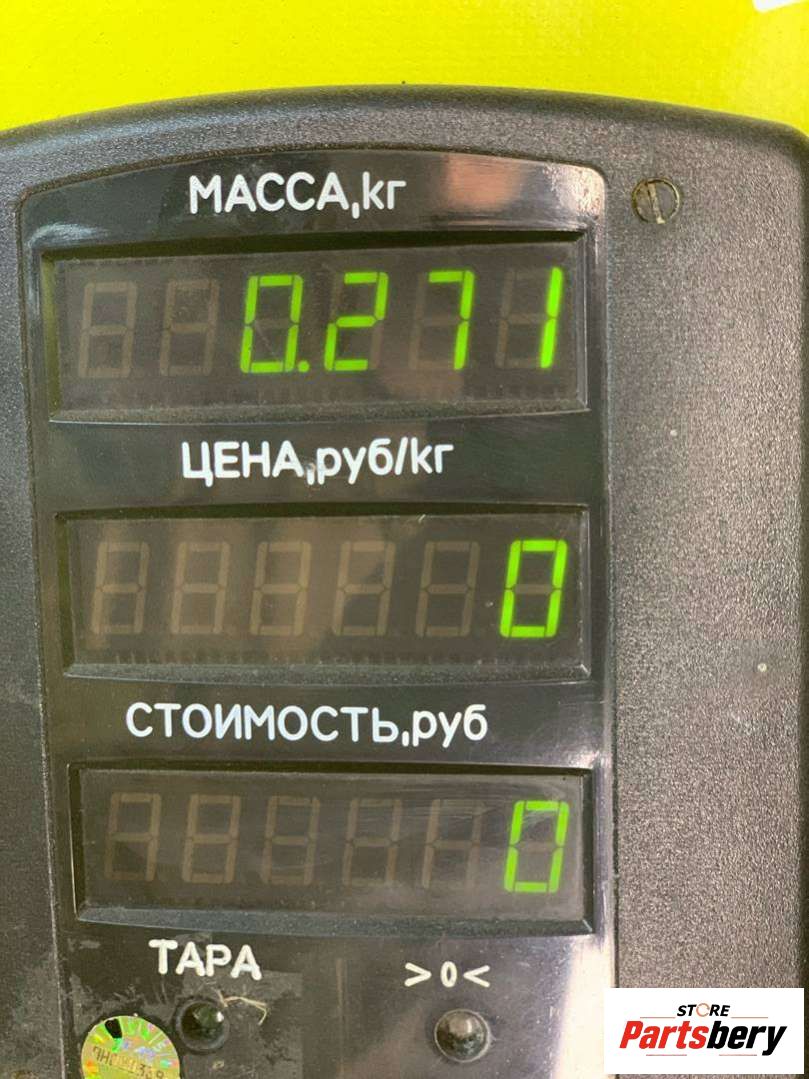 МАССА,кг
0.271
ЦЕНА,руб/кг
0
СТОИМОСТЬ,руб
0
ТАРА >0<
STORE
Partsbery